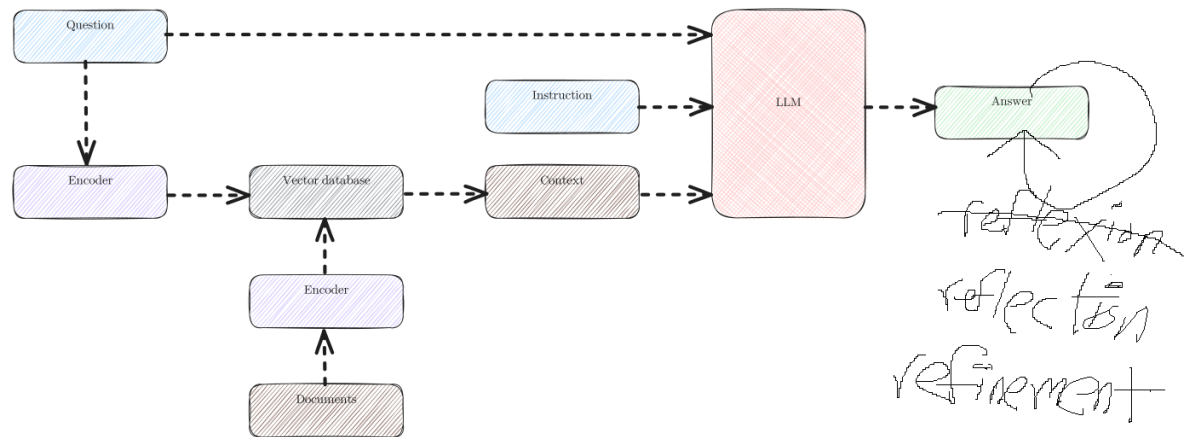 Question
Instruction
LLM
Answer
Encoder
Vector database
Context
reflexion
reflection
Encoder
refinement
Documents